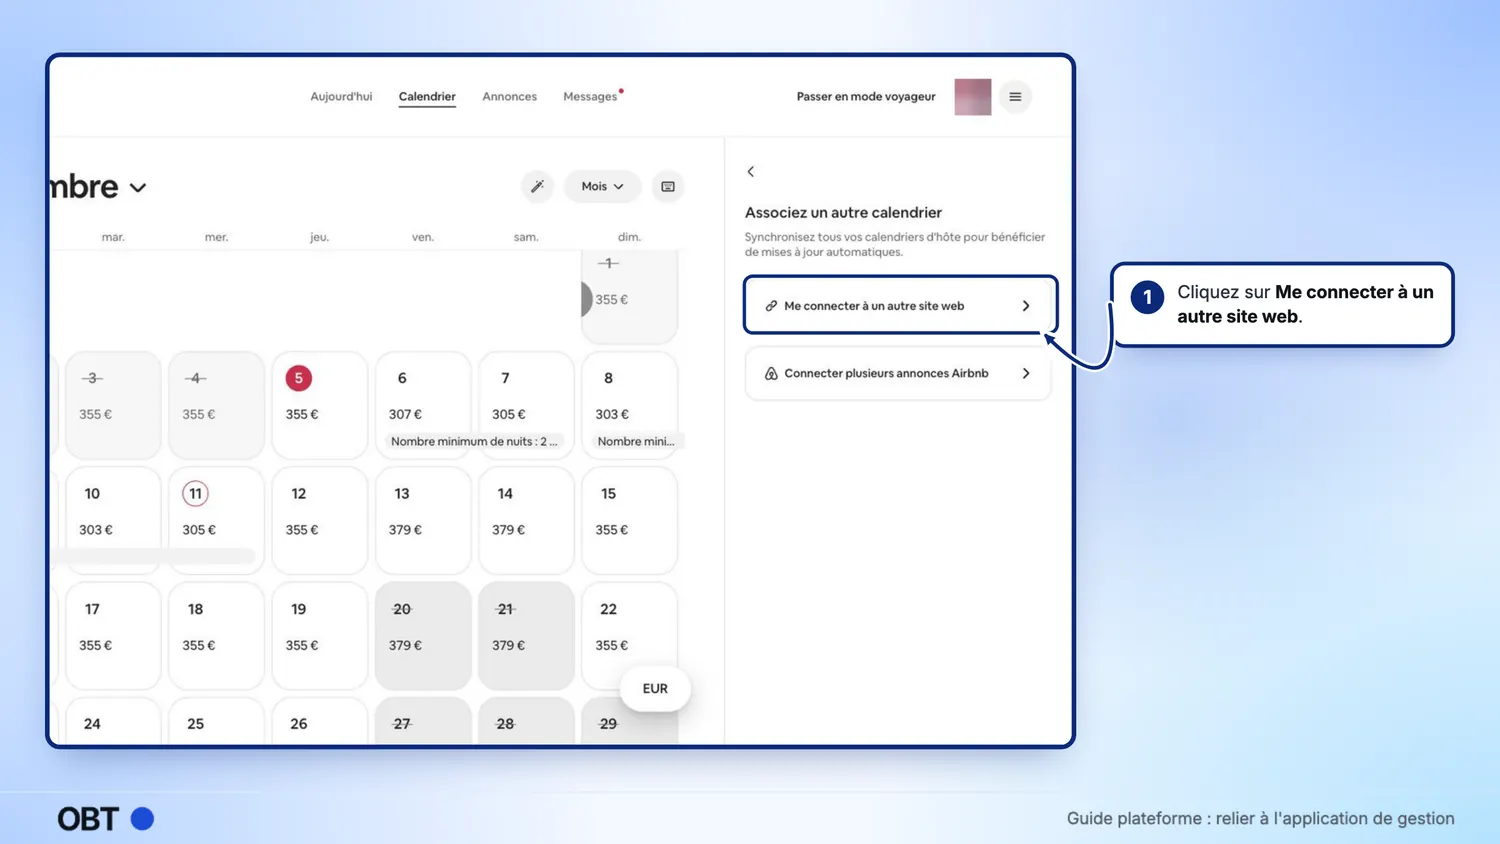 Aujourd'hui
Calendrier
Annonces
Messages
Passer en mode voyageur
mbre
Mois
mar.
mer.
jeu.
ven.
sam.
dim.
1
355 €
3
355 €
4
355 €
5
355 €
6
307 €
7
305 €
8
303 €
Nombre minimum de nuits : 2 ...
Nombre mini...
10
303 €
11
305 €
12
355 €
13
379 €
14
379 €
15
355 €
17
355 €
18
355 €
19
355 €
20
379 €
21
379 €
22
355 €
EUR
24
25
26
27
28
29
Associez un autre calendrier
Synchronisez tous vos calendriers d'hôte pour bénéficier
de mises à jour automatiques.
Me connecter à un autre site web
Connecter plusieurs annonces Airbnb
1
Cliquez sur Me connecter à un
autre site web.
OBT
Guide plateforme : relier à l'application de gestion